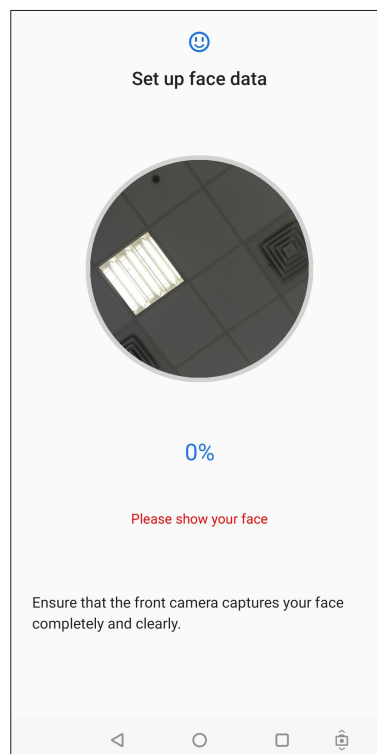 Set up face data
0%
Please show your face
Ensure that the front camera captures your face
completely and clearly.